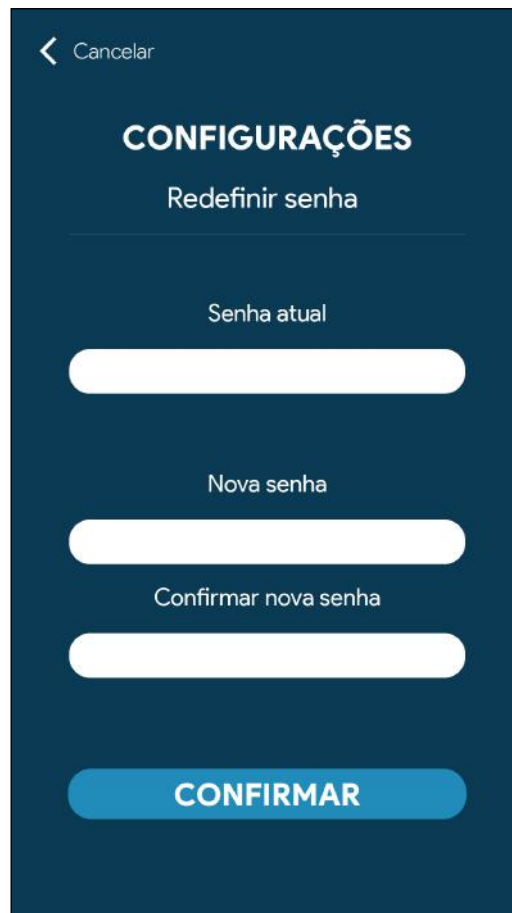 Cancelar
CONFIGURAÇÕES
Redefinir senha
Senha atual
Nova senha
Confirmar nova senha
CONFIRMAR